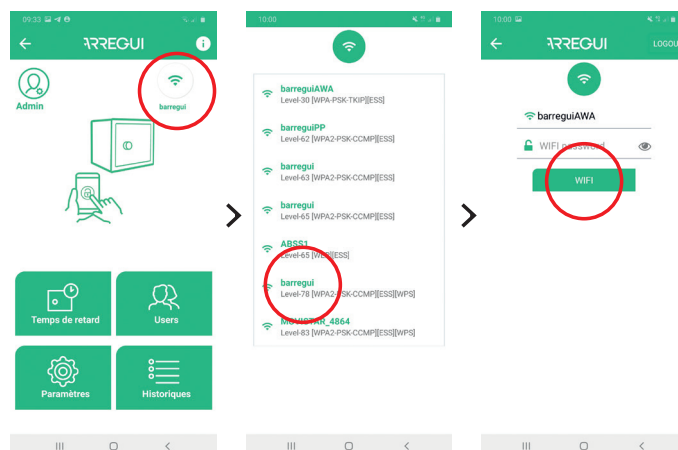 09:33
ARREGUI
Admin
barregui
Temps de retard
Users
Paramètres
Historiques
10:00
barreguiAWA
Level-30 [WPA-PSK-TKIP][ESS]
barreguiPP
Level-62 [WPA2-PSK-CCMP][ESS]
barregui
Level-63 [WPA2-PSK-CCMP][ESS]
barregui
Level-65 [WPA2-PSK-CCMP][ESS]
ABSS1
Level-65 [WEP][ESS]
barregui
Level-78 [WPA2-PSK-CCMP][ESS][WPS]
MOVISTAR_4864
Level-83 [WPA2-PSK-CCMP][ESS][WPS]
10:00
ARREGUI
LOGOU
barreguiAWA
WIFI password
WIFI